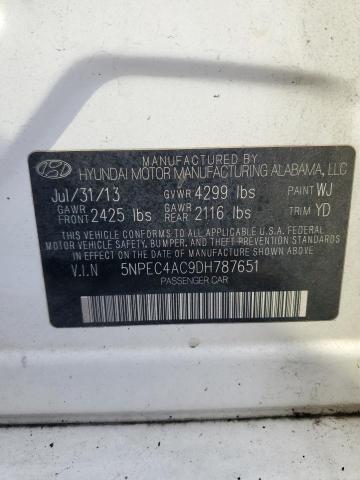 MANUFACTURED BY
HYUNDAI MOTOR MANUFACTURING ALABAMA, LLC
Jul/31/13 GVWR 4299 lbs PAINT WJ
GAWR FRONT 2425 lbs GAWR REAR 2116 lbs TRIM YD
THIS VEHICLE CONFORMS TO ALL APPLICABLE U.S.A FEDERAL
MOTOR VEHICLE SAFETY, BUMPER, AND THEFT PREVENTION
STANDARDS IN EFFECT ON THE DATE OF MANUFACTURE SHOWN ABOVE.
V.I.N 5NPEC4AC9DH787651
PASSENGER CAR